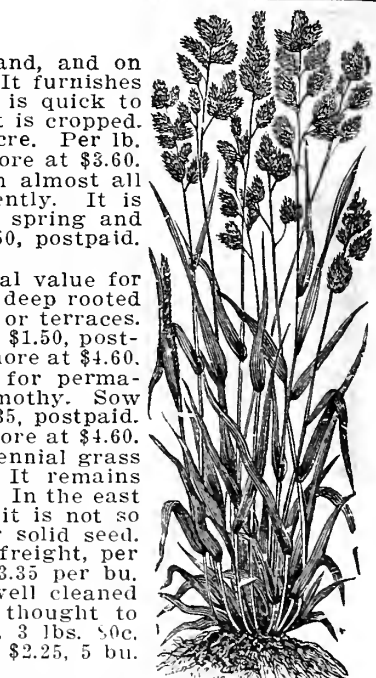 and, and on
It furnishes
is quick to
t is cropped.
cre. Per lb.
ore at $3.60.
n almost all
ently. It is
spring and
50, postpaid.
al value for
deep rooted
or terraces.
$1.50, post-
more at $4.60.
for perma-
mothy. Sow
35, postpaid.
ore at $4.60.
ennial grass
It remains
In the east
it is not so
r solid seed.
freight, per
3.35 per bu.
well cleaned
thought to
, 3 lbs. 80c,
$2.25, 5 bu.